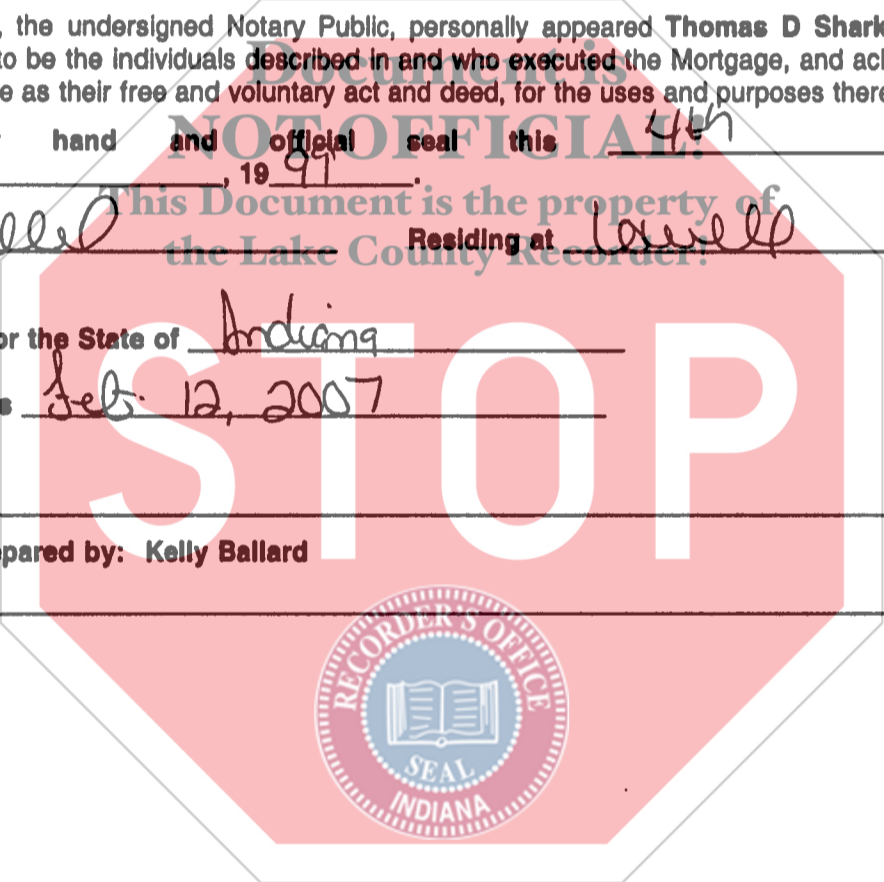 , the undersigned Notary Public, personally appeared Thomas D Shark
to be the individuals described in and who executed the Mortgage, and ac
e as their free and voluntary act and deed, for the uses and purposes there
hand and official seal this 4th
, 19 99.
Residing at Lowell
or the State of Indiana
s Feb. 12, 2007
epared by: Kelly Ballard
Document is
NOT OFFICIAL!
This Document is the property of
the Lake County Recorder!
STOP
RECORDER'S OFFICE
SEAL
INDIANA